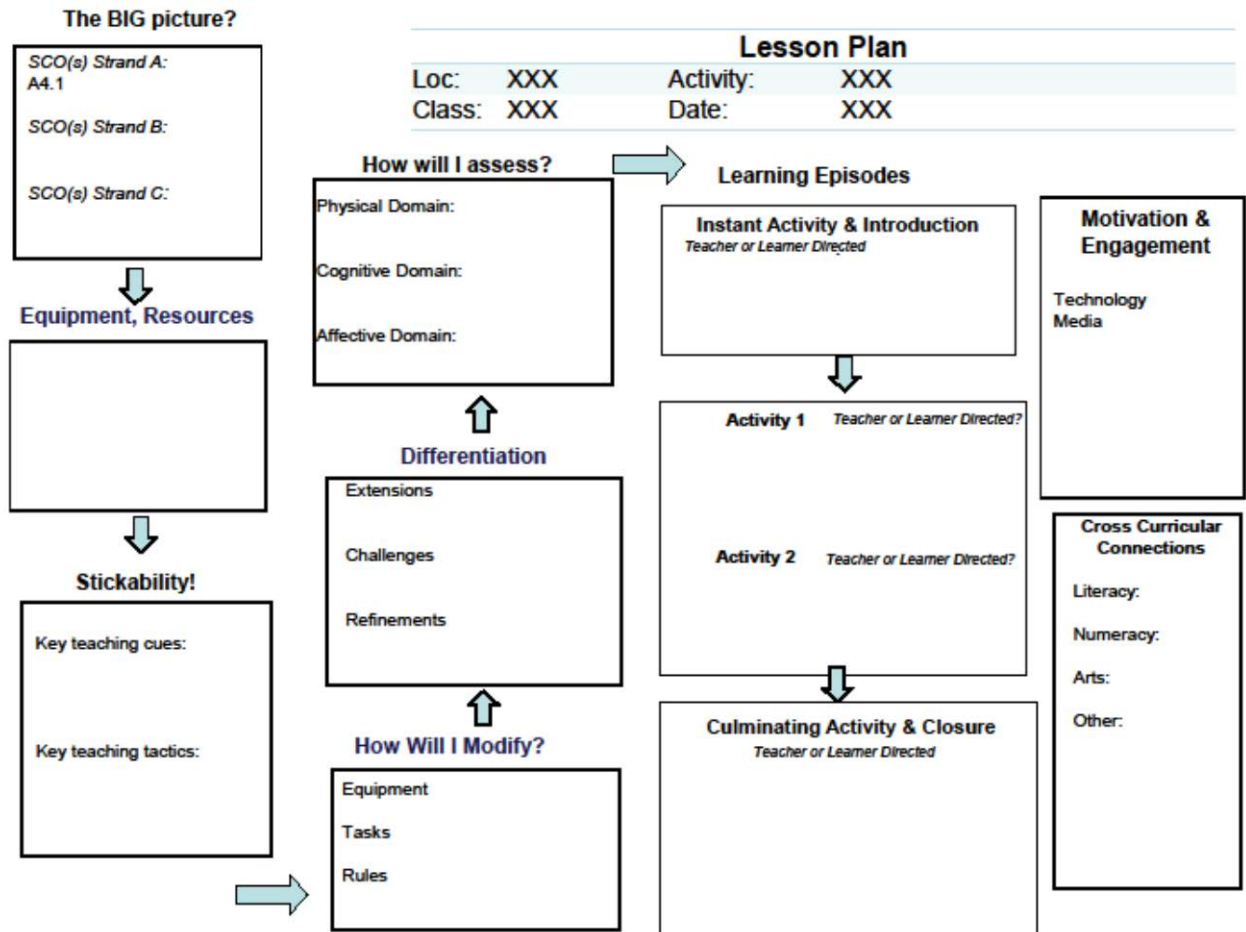 The BIG picture?
SCO(s) Strand A:
A4.1
SCO(s) Strand B:
SCO(s) Strand C:
Equipment, Resources
Stickability!
Key teaching cues:
Key teaching tactics:
Lesson Plan
Loc: XXX Activity: XXX
Class: XXX Date: XXX
How will I assess?
Physical Domain:
Cognitive Domain:
Affective Domain:
Differentiation
Extensions
Challenges
Refinements
How Will I Modify?
Equipment
Tasks
Rules
Learning Episodes
Instant Activity & Introduction
Teacher or Learner Directed
Activity 1 Teacher or Learner Directed?
Activity 2 Teacher or Learner Directed?
Culminating Activity & Closure
Teacher or Learner Directed
Motivation &
Engagement
Technology
Media
Cross Curricular
Connections
Literacy:
Numeracy:
Arts:
Other: